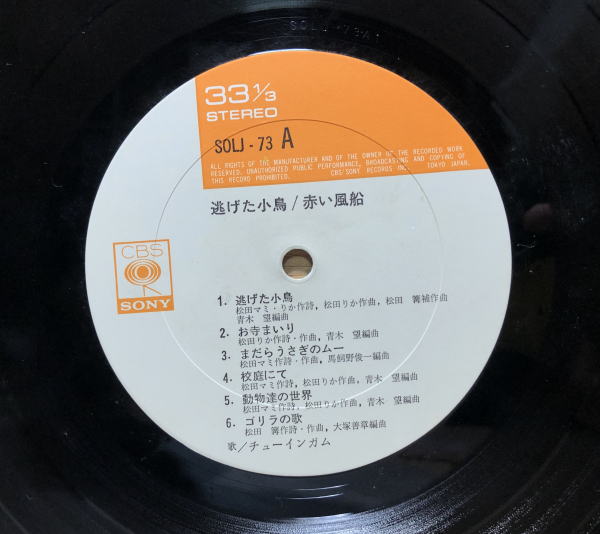 SOLJ-73A
33 1/3
STEREO
SOLJ - 73 A
ALL RIGHTS OF THE MANUFACTURER AND OF THE OWNER OF THE RECORDED WORK
RESERVED. UNAUTHORIZED PUBLIC PERFORMANCE, BROADCASTING AND COPYING OF
THIS RECORD PROHIBITED. CBS/SONY RECORDS INC. TOKYO JAPAN.
逃げた小鳥/赤い風船
CBS
SONY
1. 逃げた小鳥
松田マミ・りか作詩, 松田りか作曲, 松田 篝補作曲
青木 望編曲
2. お寺まいり
松田りか作詩・作曲, 青木 望編曲
3. まだらうさぎのムー
松田マミ作詩・作曲, 馬飼野俊一編曲
4. 校庭にて
松田マミ作詩, 松田りか作曲, 青木 望編曲
5. 動物達の世界
松田マミ作詩, 松田りか作曲, 青木 望編曲
6. ゴリラの歌
松田 篝作詩・作曲, 大塚善章編曲
歌/チューインガム